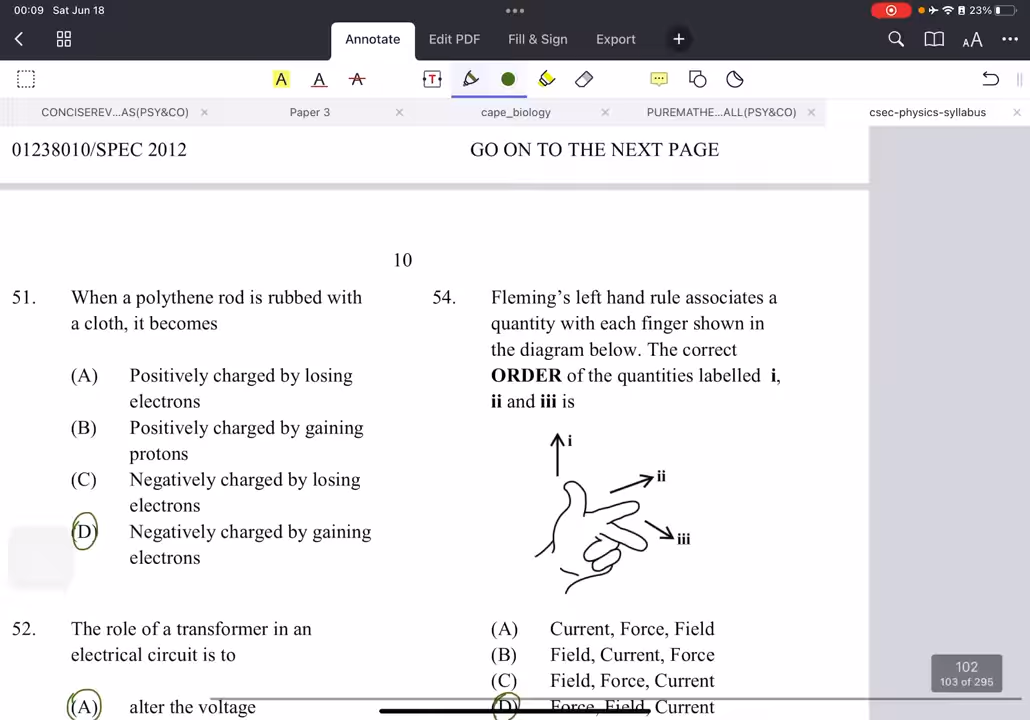 00:09 Sat Jun 18
23%
Annotate
Edit PDF
Fill & Sign
Export
AA
A A A T
CONCISEREV...AS(PSY&CO)
Paper 3
cape_biology
PUREMATHE...ALL(PSY&CO)
csec-physics-syllabus
01238010/SPEC 2012
GO ON TO THE NEXT PAGE
10
51. When a polythene rod is rubbed with
a cloth, it becomes
(A) Positively charged by losing
electrons
(B) Positively charged by gaining
protons
(C) Negatively charged by losing
electrons
(D) Negatively charged by gaining
electrons
52. The role of a transformer in an
electrical circuit is to
(A) alter the voltage
54. Fleming's left hand rule associates a
quantity with each finger shown in
the diagram below. The correct
ORDER of the quantities labelled i,
ii and iii is
i
ii
iii
(A) Current, Force, Field
(B) Field, Current, Force
(C) Field, Force, Current
(D) Force, Field, Current
102
103 of 295